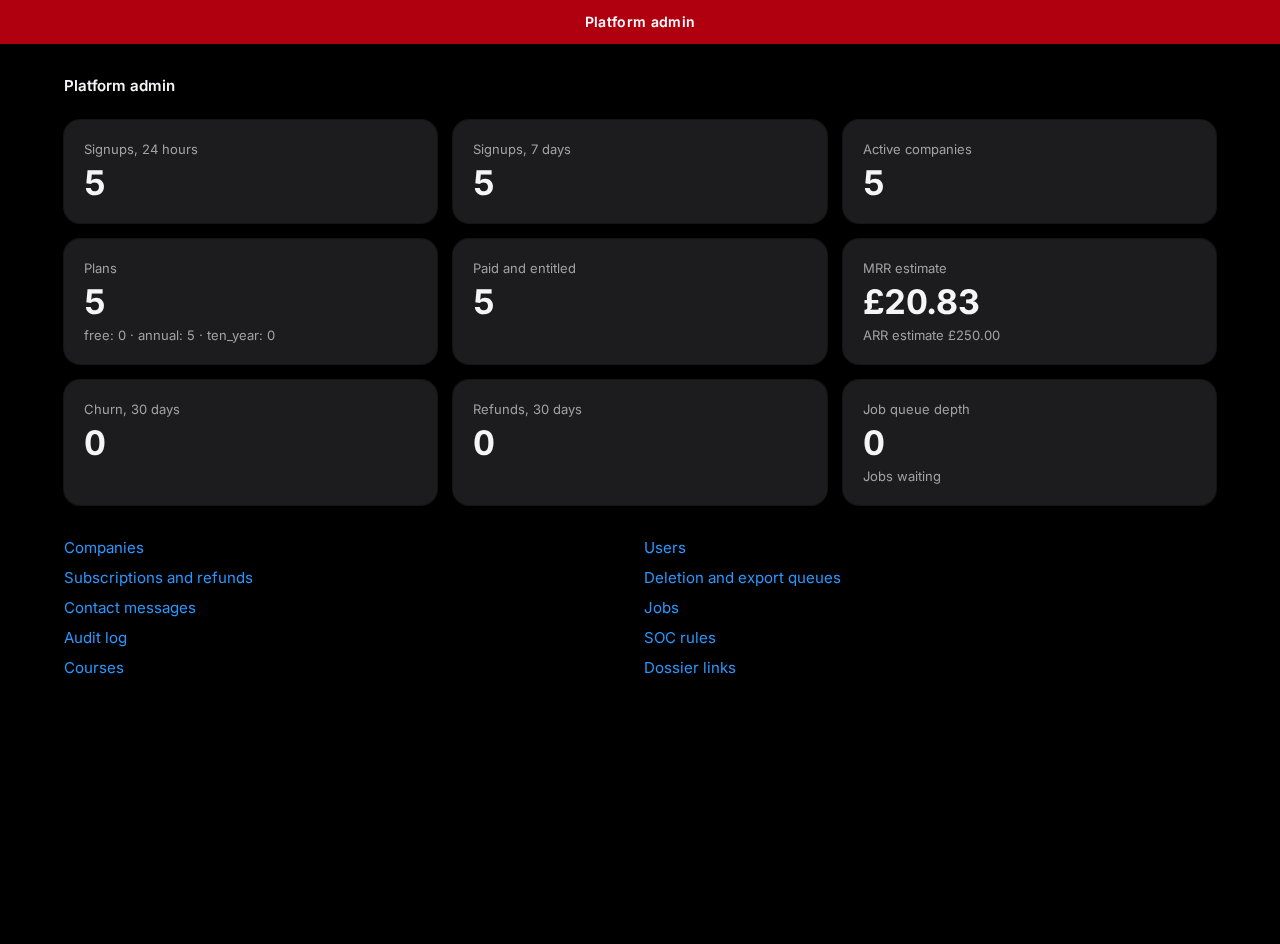 Platform admin
Platform admin
Signups, 24 hours
5
Signups, 7 days
5
Active companies
5
Plans
5
free: 0 · annual: 5 · ten_year: 0
Paid and entitled
5
MRR estimate
£20.83
ARR estimate £250.00
Churn, 30 days
0
Refunds, 30 days
0
Job queue depth
0
Jobs waiting
Companies
Users
Subscriptions and refunds
Deletion and export queues
Contact messages
Jobs
Audit log
SOC rules
Courses
Dossier links